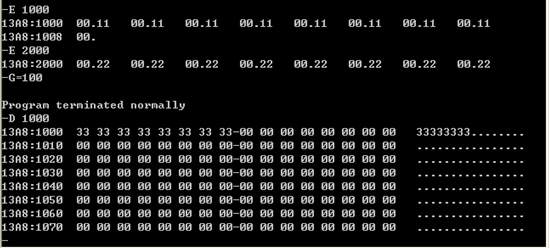 -E 1000
13A8:1000 00.11 00.11 00.11 00.11 00.11 00.11 00.11 00.11
13A8:1008 00.
-E 2000
13A8:2000 00.22 00.22 00.22 00.22 00.22 00.22 00.22 00.22
-G=100
Program terminated normally
-D 1000
13A8:1000 33 33 33 33 33 33 33 33-00 00 00 00 00 00 00 00 33333333........
13A8:1010 00 00 00 00 00 00 00 00-00 00 00 00 00 00 00 00 ................
13A8:1020 00 00 00 00 00 00 00 00-00 00 00 00 00 00 00 00 ................
13A8:1030 00 00 00 00 00 00 00 00-00 00 00 00 00 00 00 00 ................
13A8:1040 00 00 00 00 00 00 00 00-00 00 00 00 00 00 00 00 ................
13A8:1050 00 00 00 00 00 00 00 00-00 00 00 00 00 00 00 00 ................
13A8:1060 00 00 00 00 00 00 00 00-00 00 00 00 00 00 00 00 ................
13A8:1070 00 00 00 00 00 00 00 00-00 00 00 00 00 00 00 00 ................
-